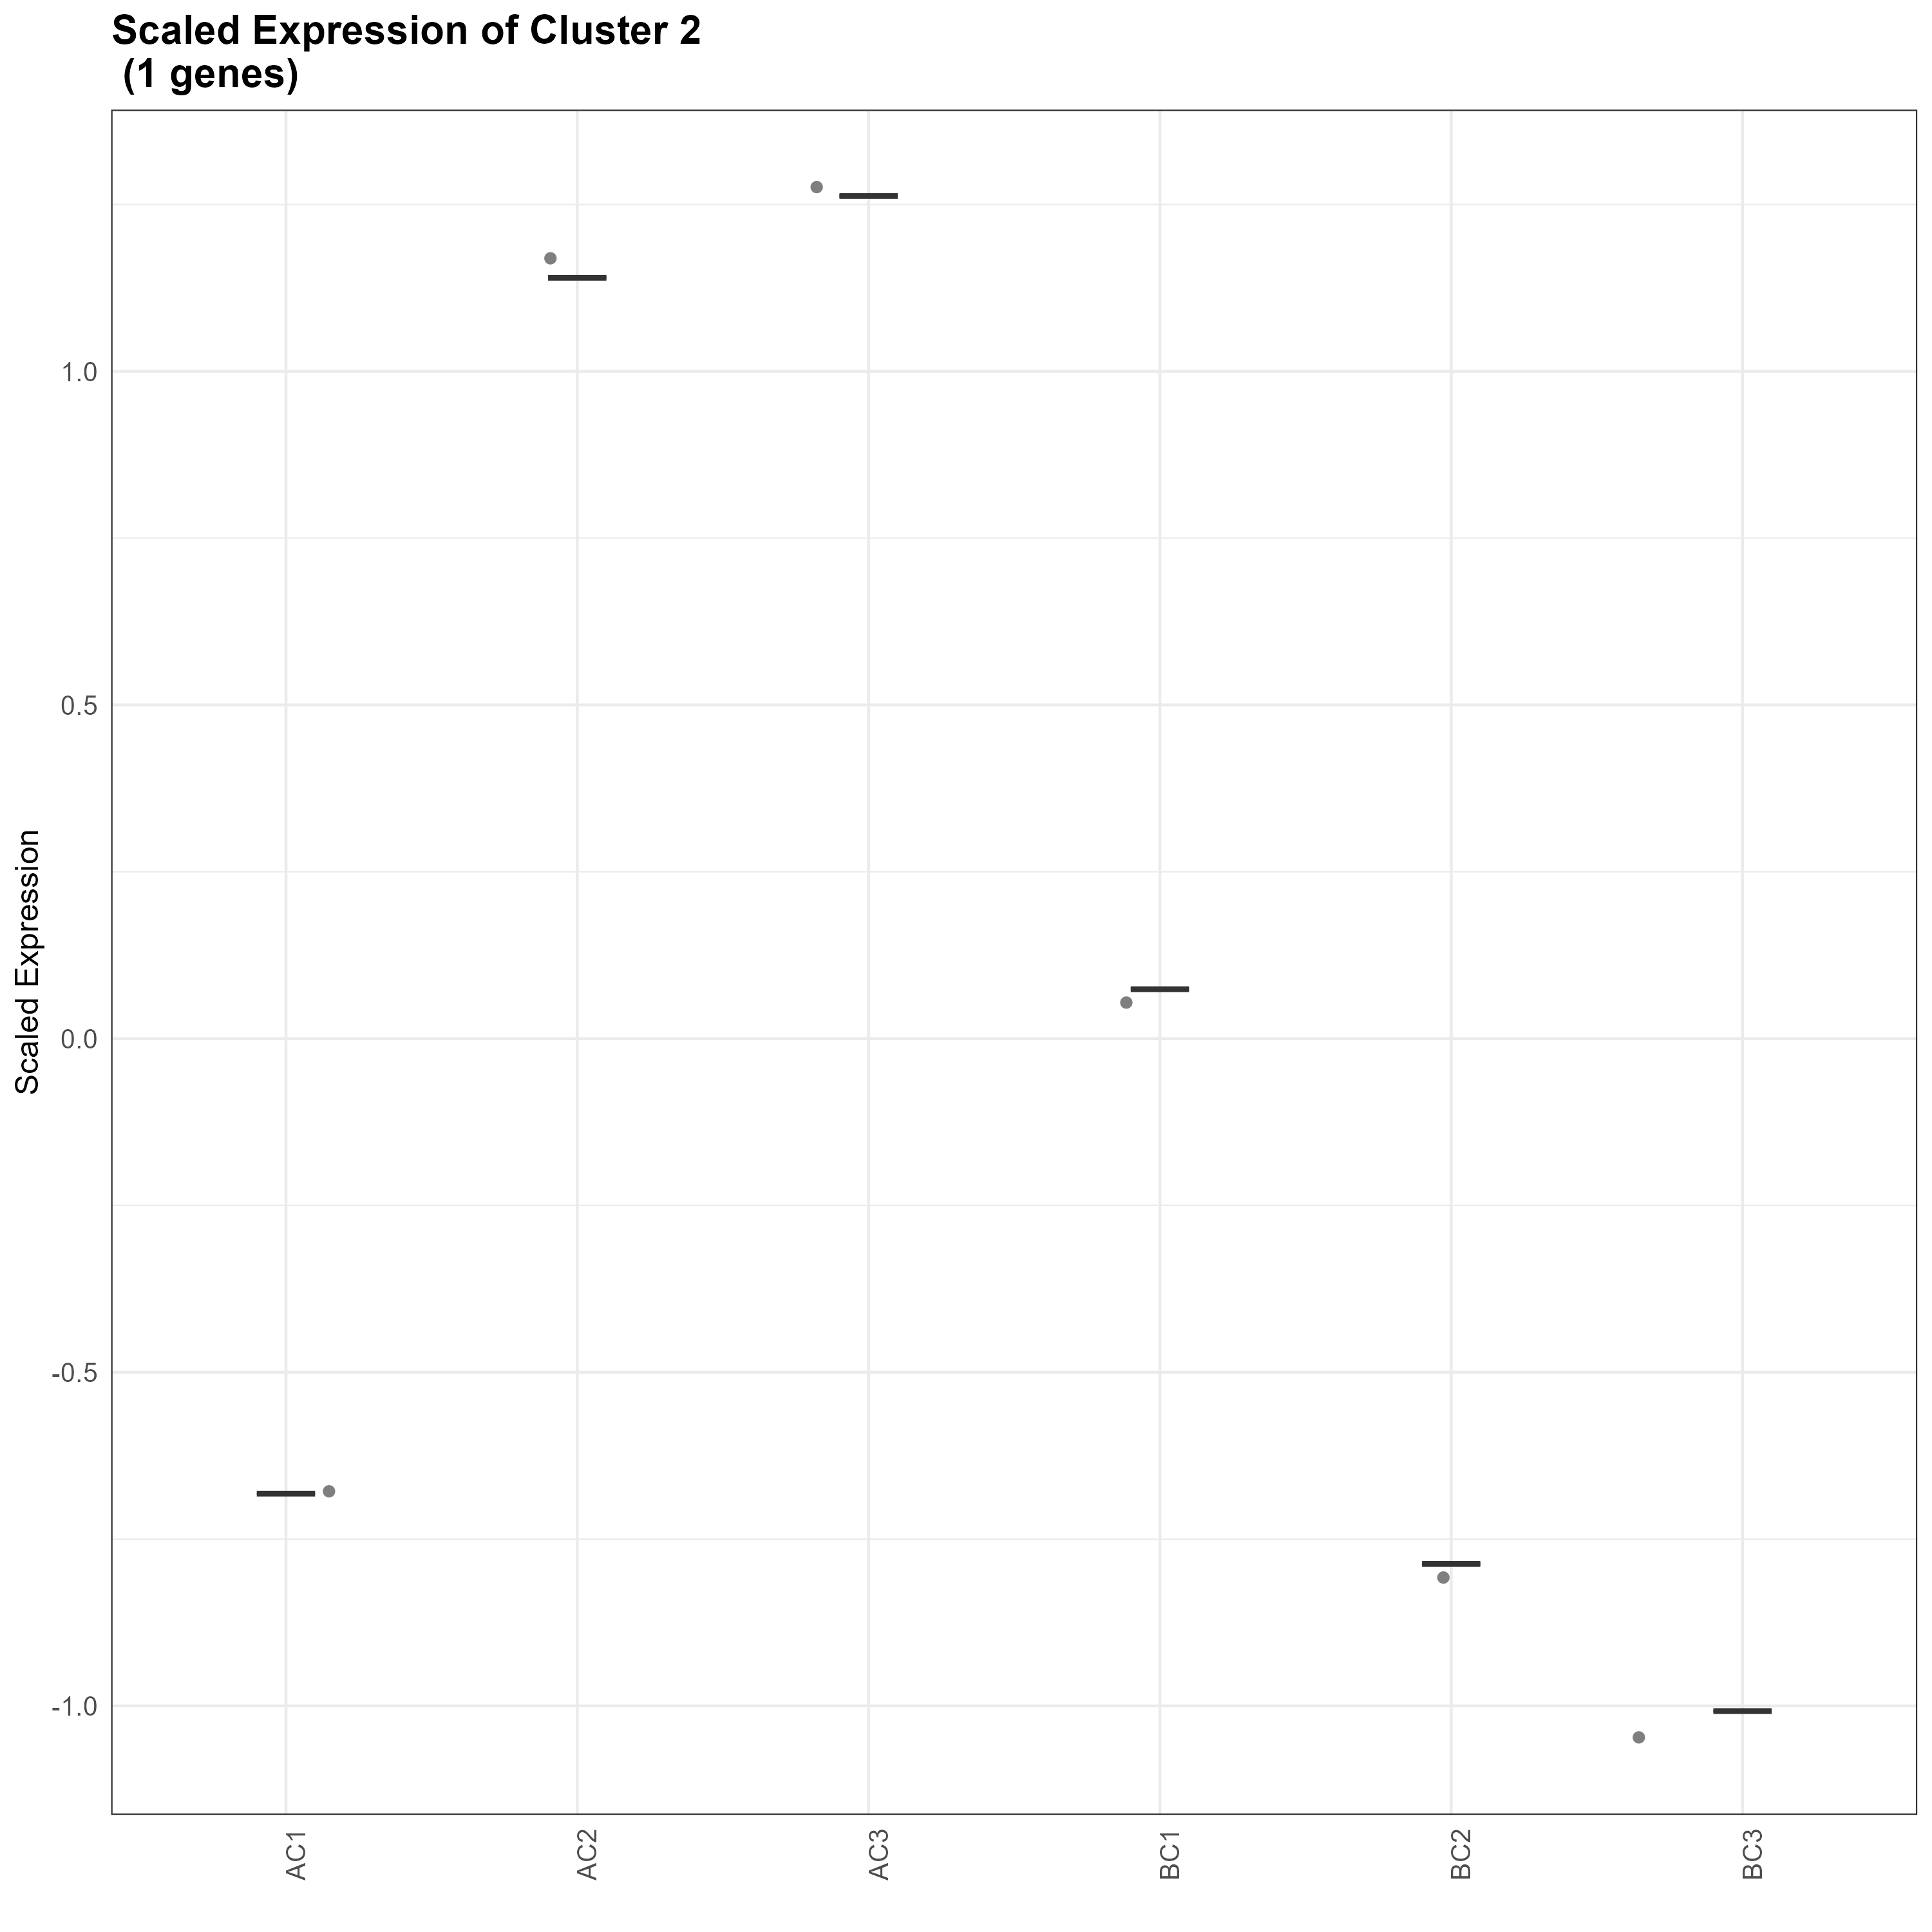 Scaled Expression of Cluster 2
(1 genes)
Scaled Expression
1.0
0.5
0.0
-0.5
-1.0
AC1
AC2
AC3
BC1
BC2
BC3